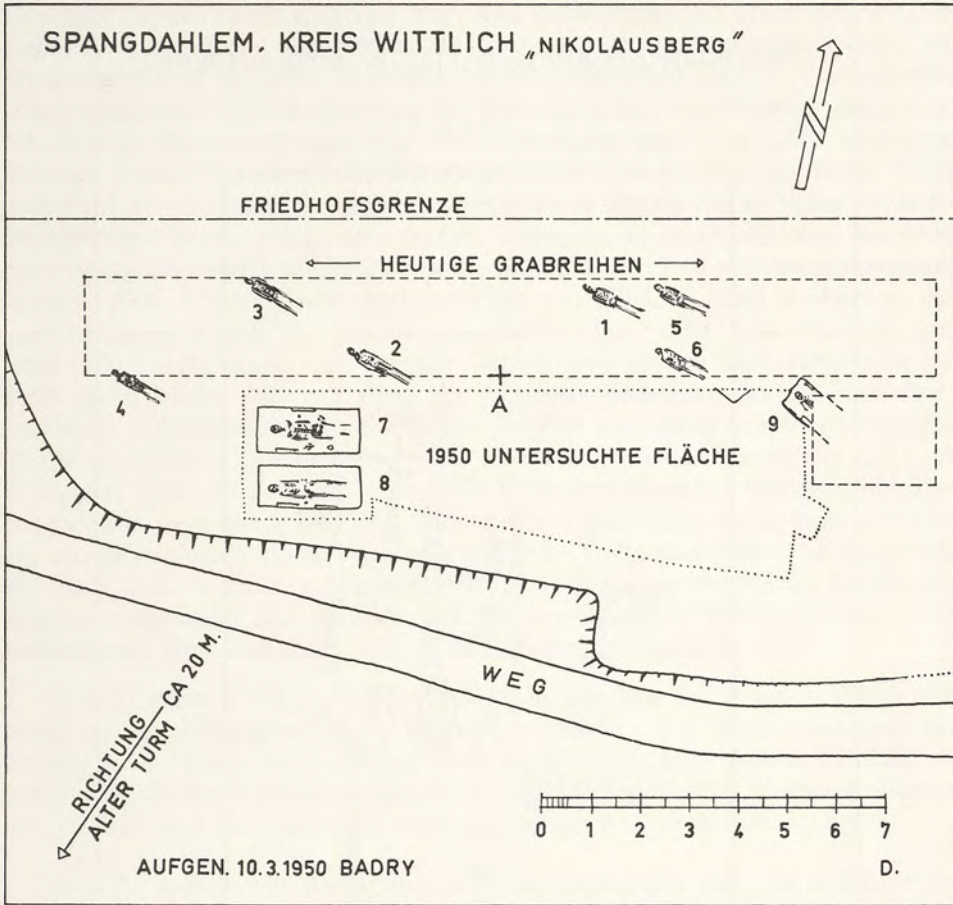 SPANGDAHLEM, KREIS WITTLICH „NIKOLAUSBERG"
FRIEDHOFSGRENZE
HEUTIGE GRABREIHEN
3
1
5
2
6
4
A
7
9
1950 UNTERSUCHTE FLÄCHE
8
WEG
RICHTUNG
ALTER TURM CA 20 M.
0 1 2 3 4 5 6 7
AUFGEN. 10.3.1950 BADRY
D.